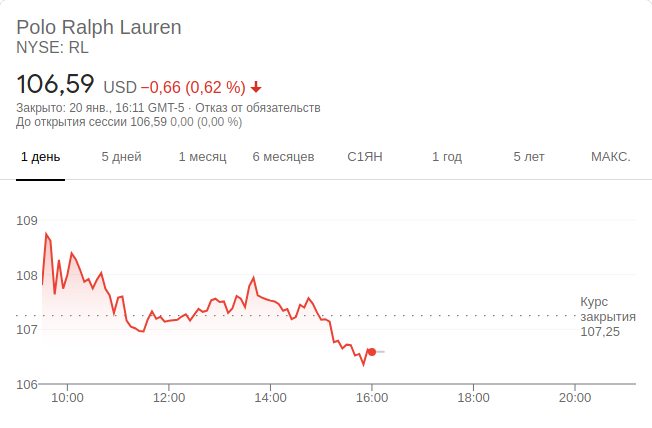 Polo Ralph Lauren
NYSE: RL
106,59 USD −0,66 (0,62 %)
Закрыто: 20 янв., 16:11 GMT-5 · Отказ от обязательств
До открытия сессии 106,59 0,00 (0,00 %)
1 день 5 дней 1 месяц 6 месяцев С1ЯН 1 год 5 лет МАКС.
109
108
Курс
закрытия
107
107,25
106
10:00 12:00 14:00 16:00 18:00 20:00